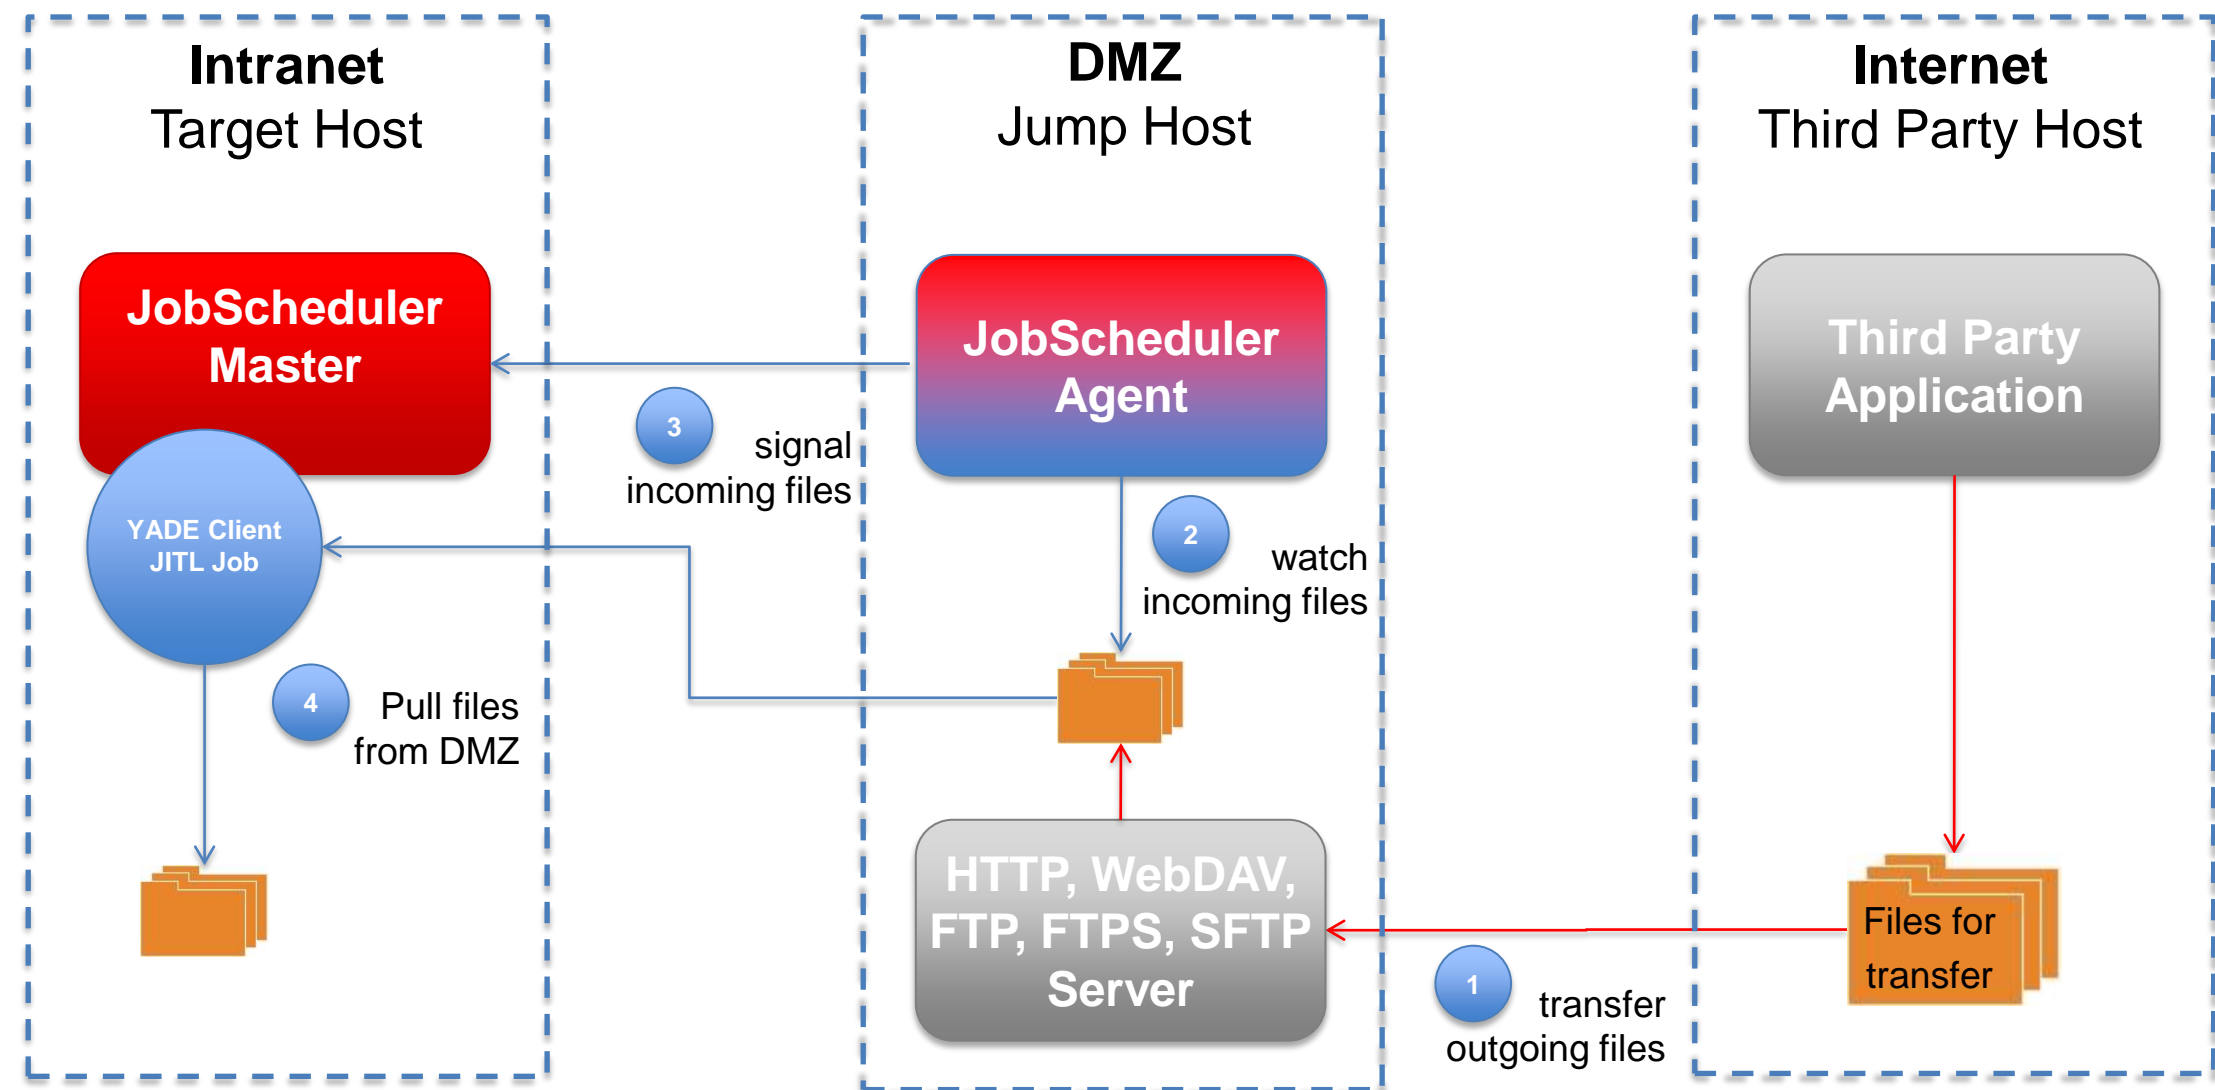 Intranet
Target Host
JobScheduler
Master
YADE Client
JITL Job
4
Pull files
from DMZ
3
signal
incoming files
DMZ
Jump Host
JobScheduler
Agent
2
watch
incoming files
HTTP, WebDAV,
FTP, FTPS, SFTP
Server
1
transfer
outgoing files
Internet
Third Party Host
Third Party
Application
Files for
transfer